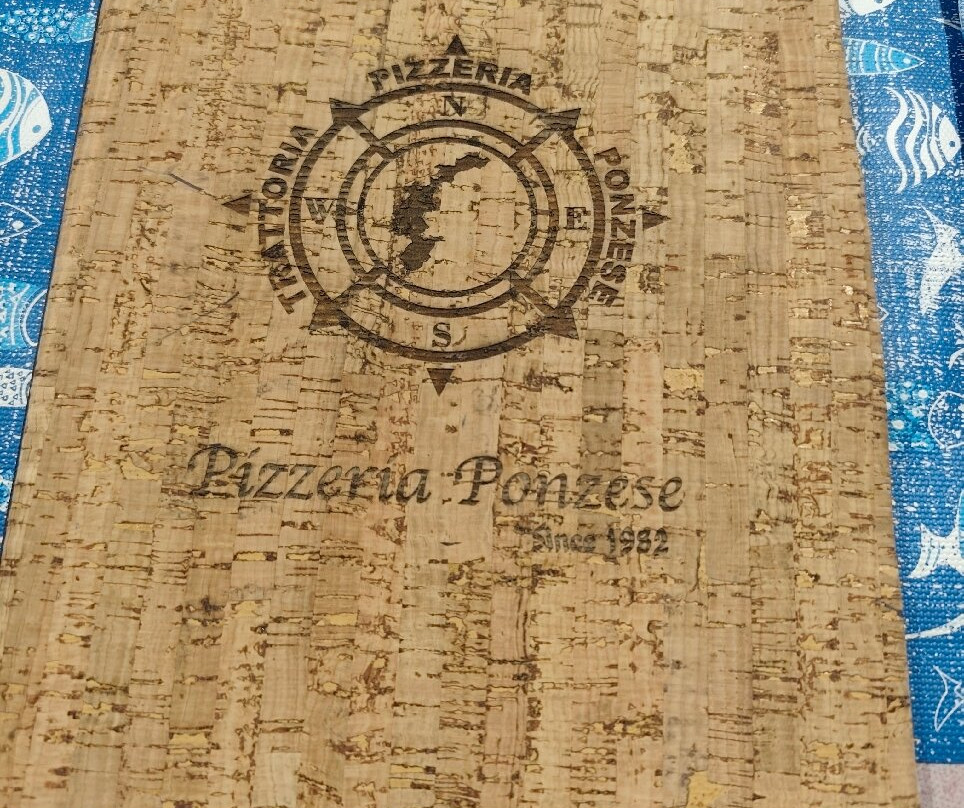 TRATTORIA PIZZERIA PONZESE
N
W E
S
Pizzeria Ponzese
Since 1982